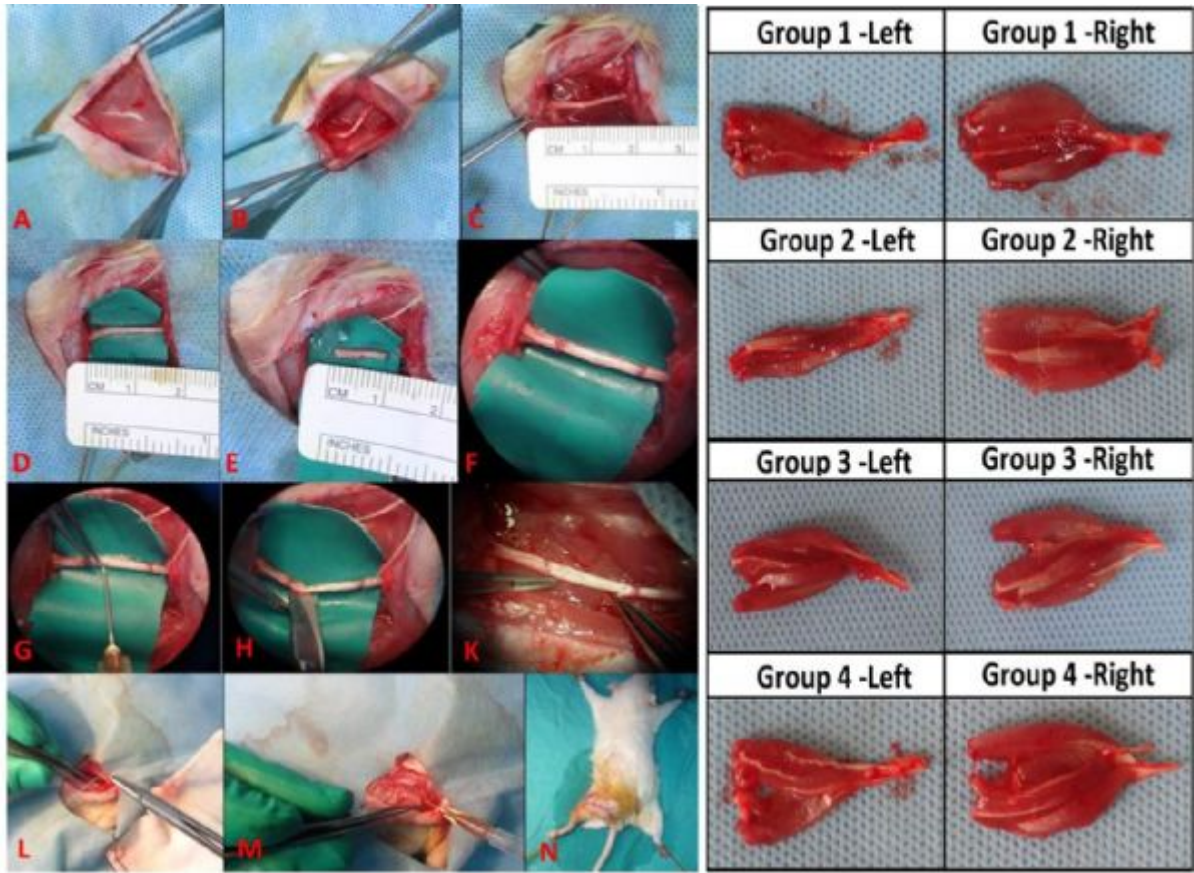 A
B
C
CM 1 2 3
INCHES 1
D
CM 1 2
INCHES 1
E
CM 1 2
INCHES
F
G
H
K
L
M
N
Group 1 -Left
Group 1 -Right
Group 2 -Left
Group 2 -Right
Group 3 -Left
Group 3 -Right
Group 4 -Left
Group 4 -Right